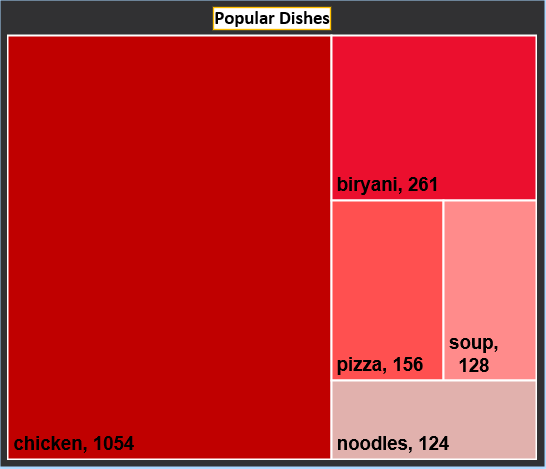 Popular Dishes
biryani, 261
pizza, 156
soup,
128
chicken, 1054
noodles, 124